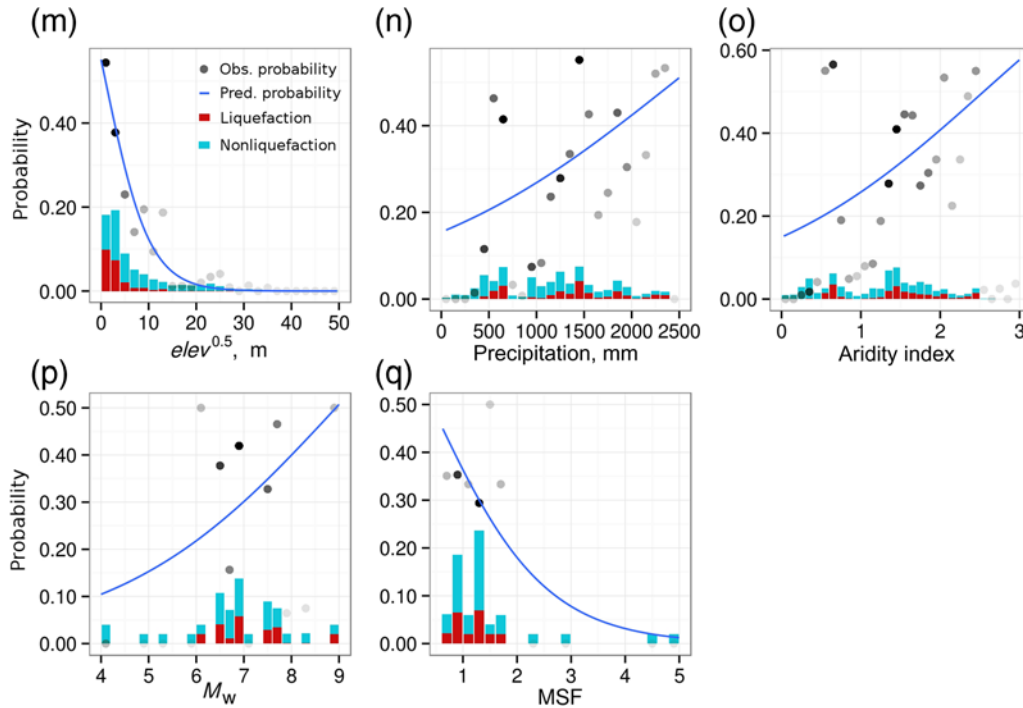 (m)
Probability
0.40
0.20
0.00
Obs. probability
Pred. probability
Liquefaction
Nonliquefaction
0 10 20 30 40 50
elev^0.5, m
(n)
0.40
0.20
0.00
0 500 1000 1500 2000 2500
Precipitation, mm
(o)
0.60
0.40
0.20
0.00
0 1 2 3
Aridity index
(p)
Probability
0.50
0.40
0.30
0.20
0.10
0.00
4 5 6 7 8 9
Mw
(q)
0.50
0.40
0.30
0.20
0.10
0.00
1 2 3 4 5
MSF